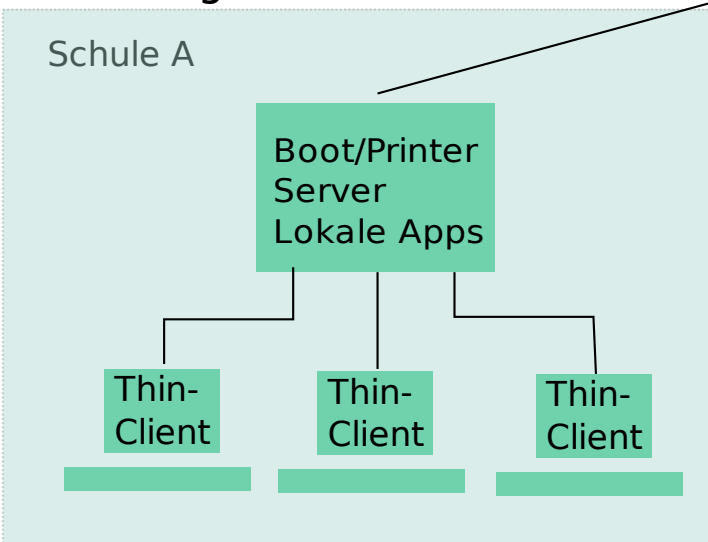 Schule A
Boot/Printer
Server
Lokale Apps
Thin-
Client
Thin-
Client
Thin-
Client